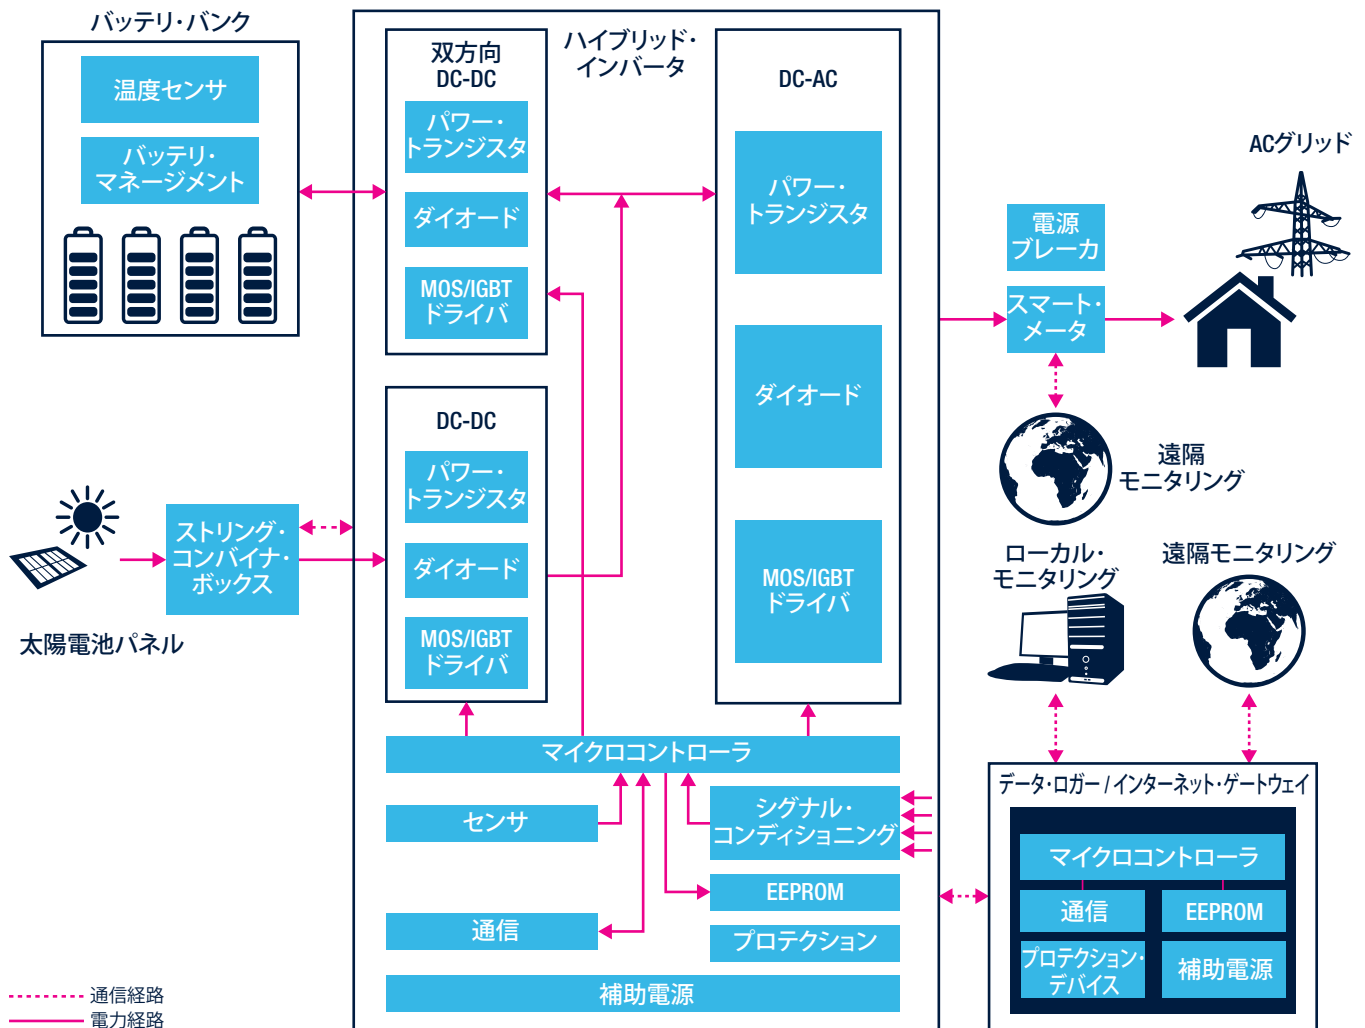 バッテリ・バンク
温度センサ
バッテリ・
マネージメント
ハイブリッド・
インバータ
双方向
DC-DC
パワー・
トランジスタ
ダイオード
MOS/IGBT
ドライバ
DC-AC
パワー・
トランジスタ
ダイオード
MOS/IGBT
ドライバ
ACグリッド
電源
ブレーカ
スマート・
メータ
遠隔
モニタリング
DC-DC
パワー・
トランジスタ
ダイオード
MOS/IGBT
ドライバ
ストリング・
コンバイナ・
ボックス
太陽電池パネル
ローカル・
モニタリング
遠隔モニタリング
マイクロコントローラ
センサ
シグナル・
コンディショニング
EEPROM
通信
プロテクション
補助電源
データ・ロガー / インターネット・ゲートウェイ
マイクロコントローラ
通信
EEPROM
プロテクション・
デバイス
補助電源
通信経路
電力経路